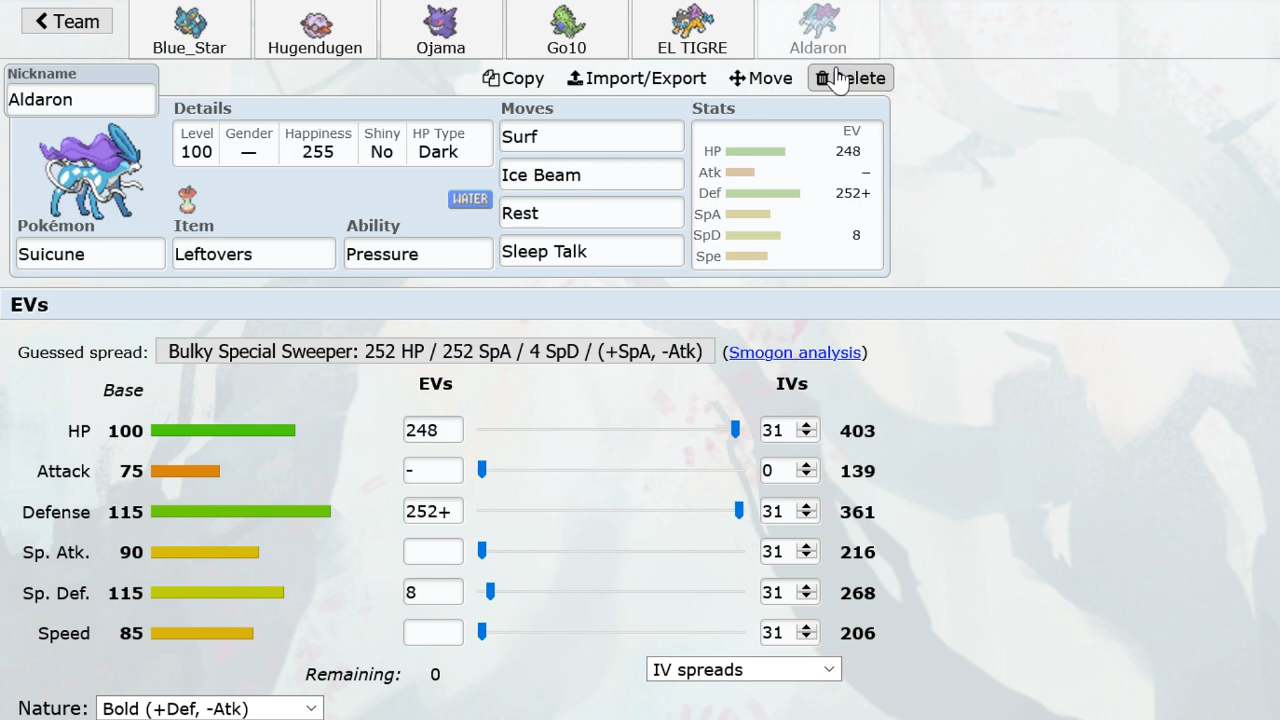 Team
Blue_Star
Hugendugen
Ojama
Go10
EL TIGRE
Aldaron
Nickname
Aldaron
Copy
Import/Export
Move
Delete
Details
Moves
Stats
Level
Gender
Happiness
Shiny
HP Type
100
—
255
No
Dark
WATER
Pokémon
Item
Ability
Suicune
Leftovers
Pressure
Surf
Ice Beam
Rest
Sleep Talk
EV
HP 248
Atk –
Def 252+
SpA
SpD 8
Spe
EVs
Guessed spread: Bulky Special Sweeper: 252 HP / 252 SpA / 4 SpD / (+SpA, -Atk) (Smogon analysis)
Base EVs IVs
HP 100 248 31 403
Attack 75 - 0 139
Defense 115 252+ 31 361
Sp. Atk. 90 31 216
Sp. Def. 115 8 31 268
Speed 85 31 206
Remaining: 0 IV spreads
Nature: Bold (+Def, -Atk)